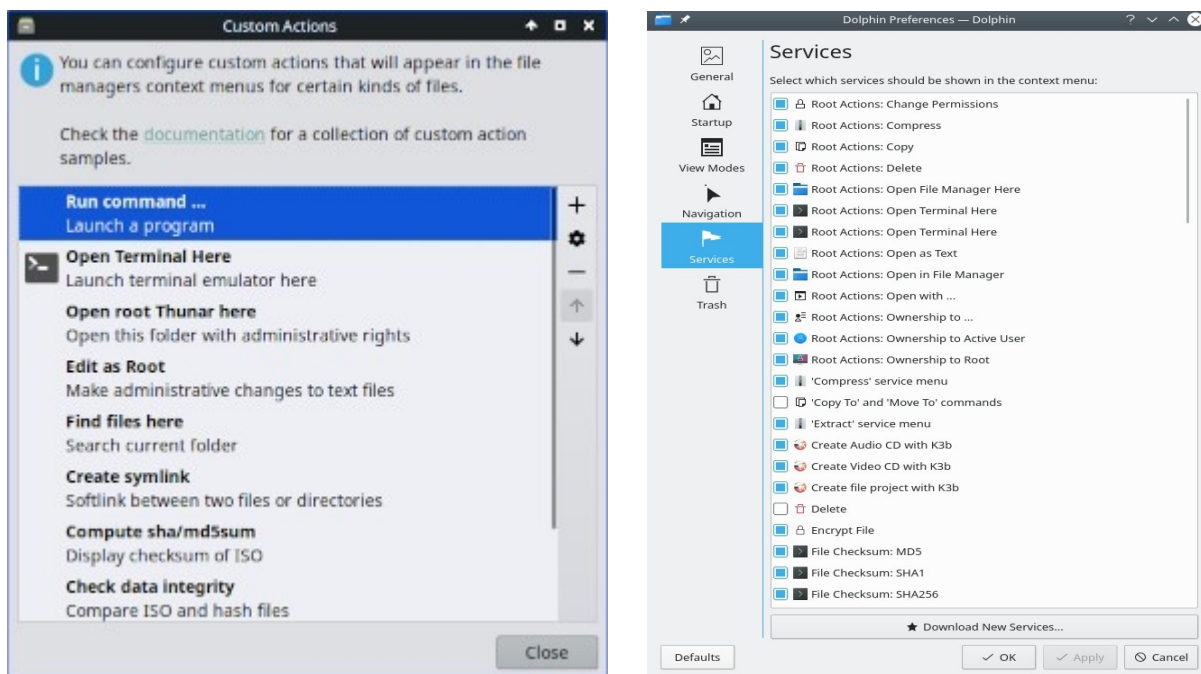 Custom Actions
You can configure custom actions that will appear in the file
managers context menus for certain kinds of files.
Check the documentation for a collection of custom action
samples.
Run command ...
Launch a program
Open Terminal Here
Launch terminal emulator here
Open root Thunar here
Open this folder with administrative rights
Edit as Root
Make administrative changes to text files
Find files here
Search current folder
Create symlink
Softlink between two files or directories
Compute sha/md5sum
Display checksum of ISO
Check data integrity
Compare ISO and hash files
Close
Dolphin Preferences — Dolphin
General
Startup
View Modes
Navigation
Services
Trash
Services
Select which services should be shown in the context menu:
Root Actions: Change Permissions
Root Actions: Compress
Root Actions: Copy
Root Actions: Delete
Root Actions: Open File Manager Here
Root Actions: Open Terminal Here
Root Actions: Open Terminal Here
Root Actions: Open as Text
Root Actions: Open in File Manager
Root Actions: Open with ...
Root Actions: Ownership to ...
Root Actions: Ownership to Active User
Root Actions: Ownership to Root
'Compress' service menu
'Copy To' and 'Move To' commands
'Extract' service menu
Create Audio CD with K3b
Create Video CD with K3b
Create file project with K3b
Delete
Encrypt File
File Checksum: MD5
File Checksum: SHA1
File Checksum: SHA256
Download New Services...
Defaults
OK
Apply
Cancel